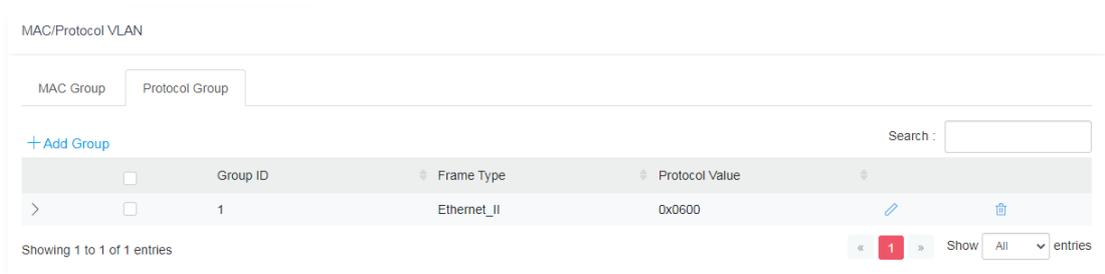 MAC/Protocol VLAN
MAC Group Protocol Group
+ Add Group Search :
Group ID Frame Type Protocol Value
> 1 Ethernet_II 0x0600
Showing 1 to 1 of 1 entries « 1 » Show All entries